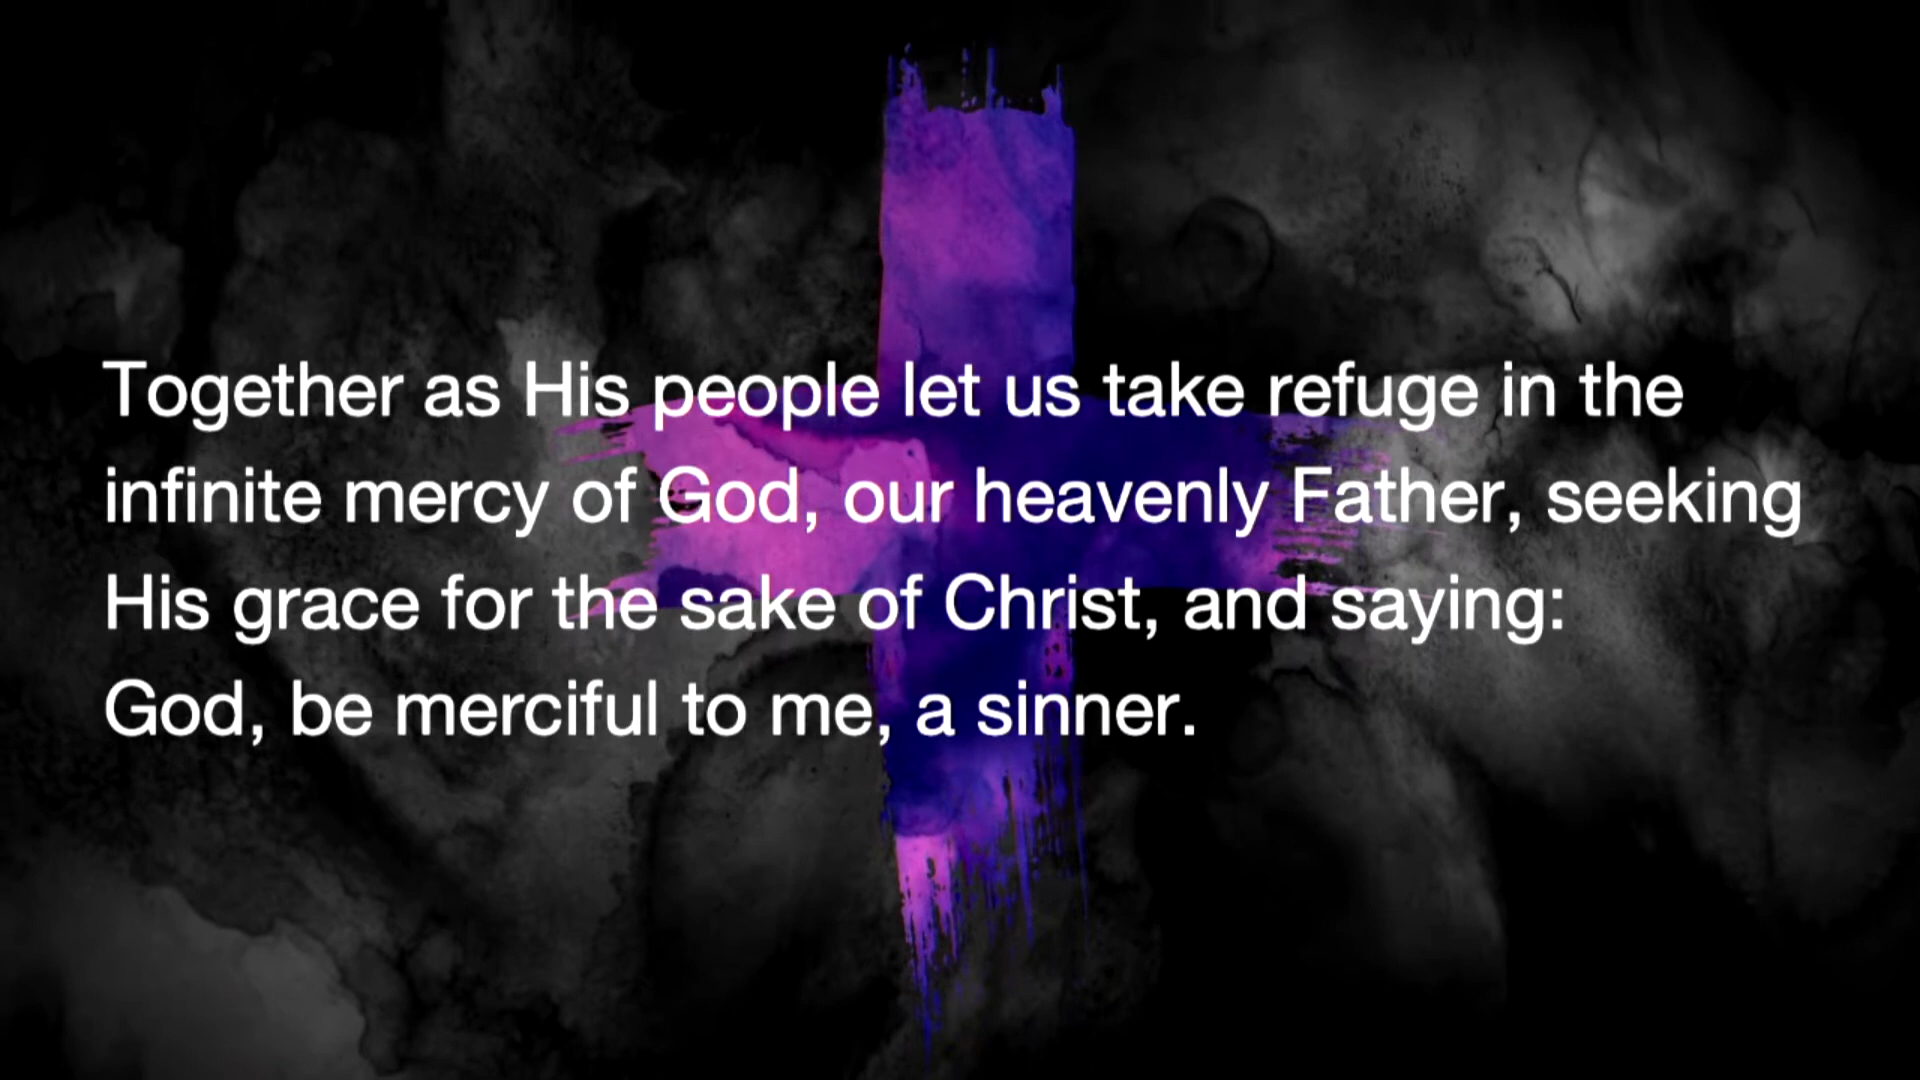 Together as His people let us take refuge in the
infinite mercy of God, our heavenly Father, seeking
His grace for the sake of Christ, and saying:
God, be merciful to me, a sinner.